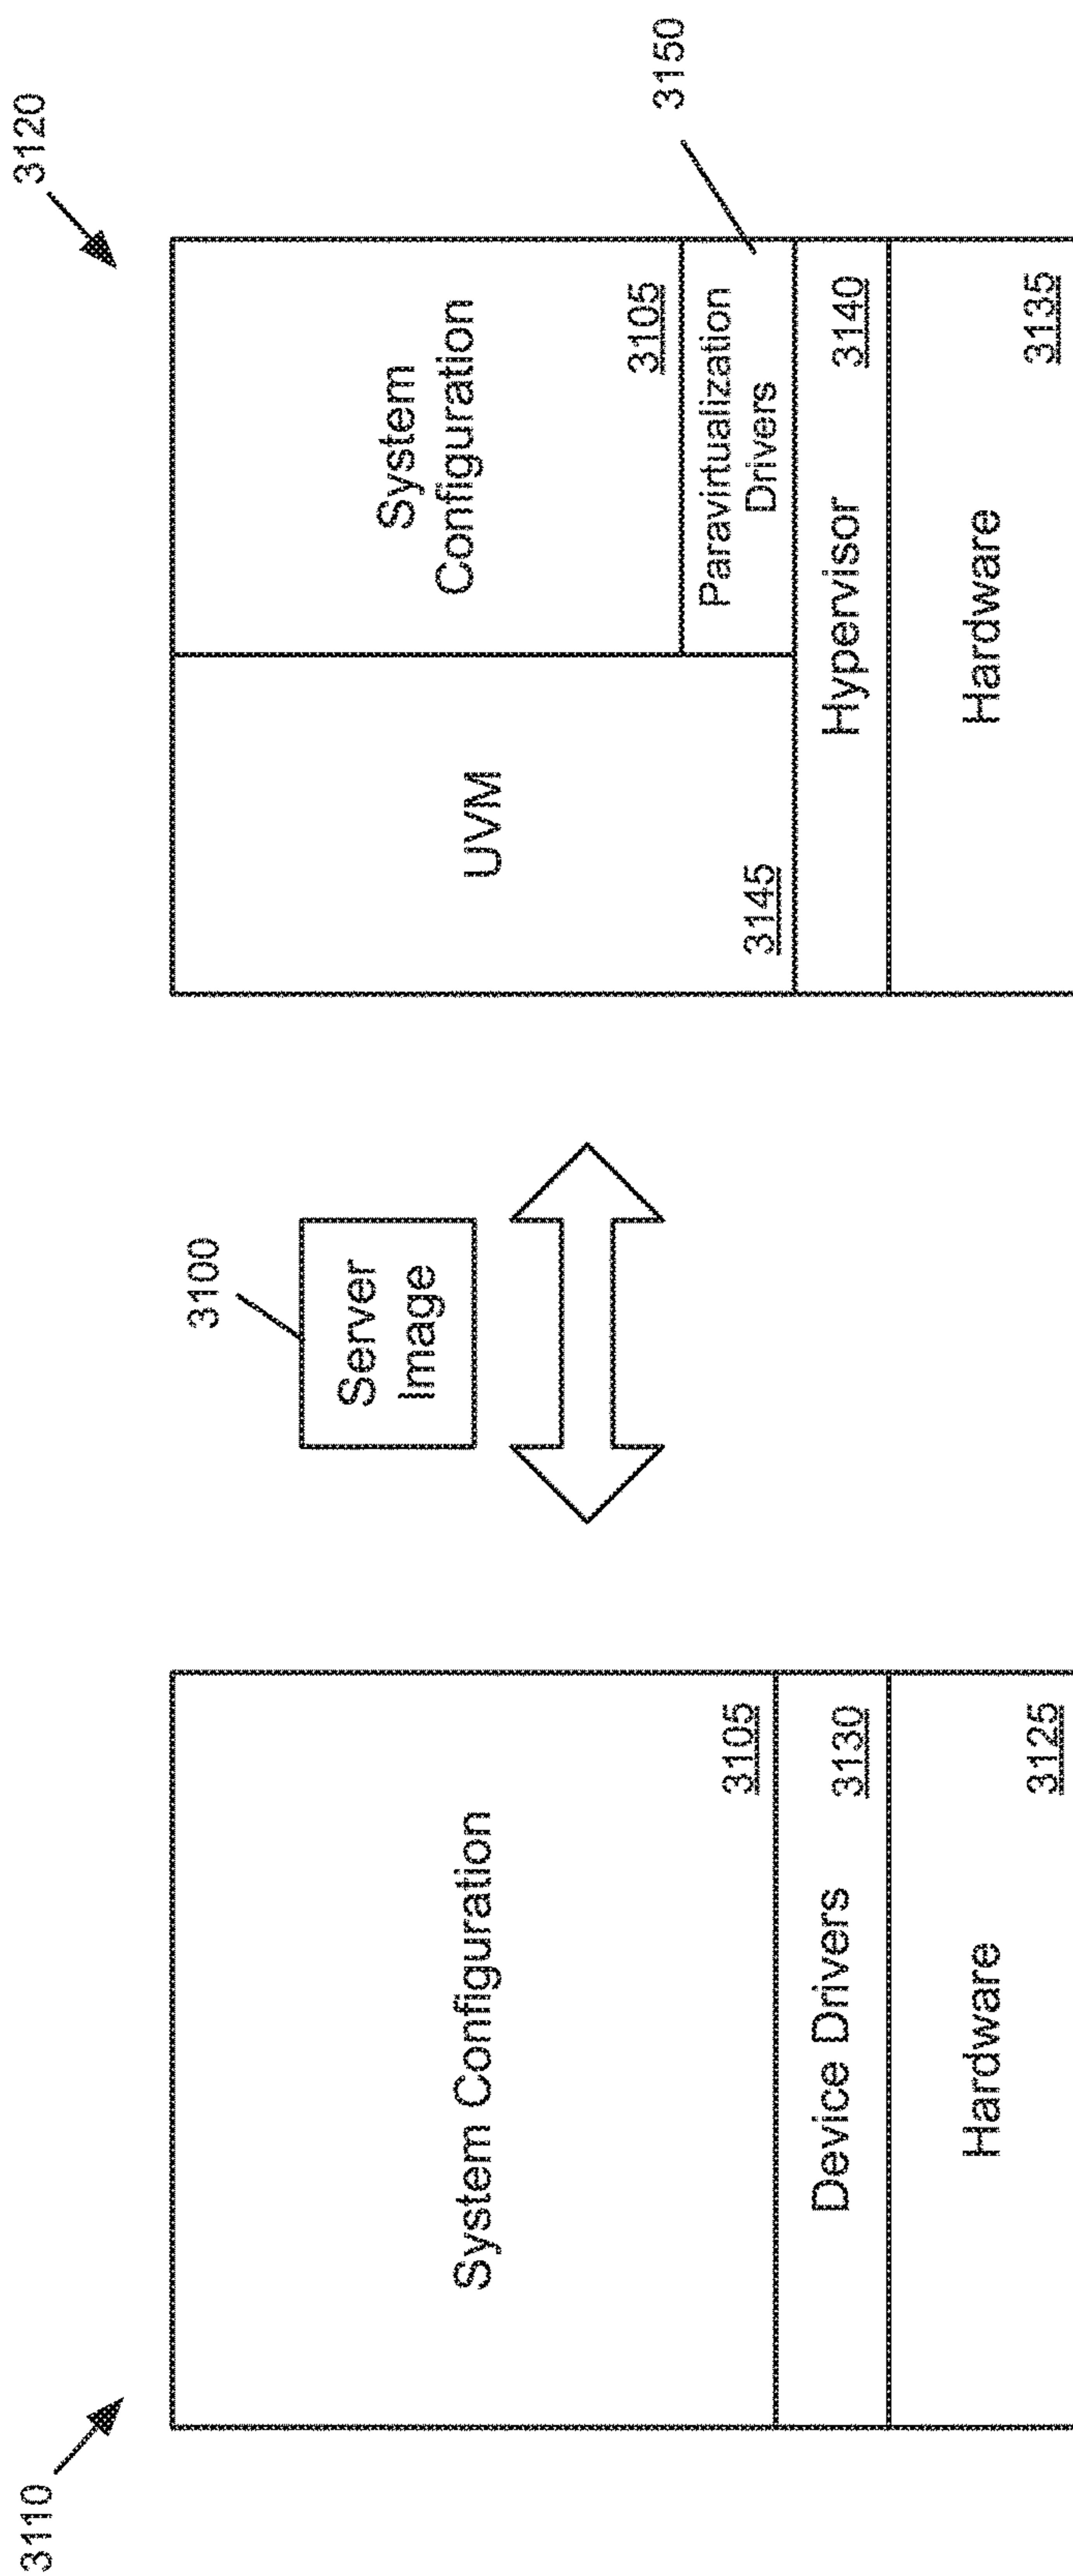 3110
System Configuration
3105
Device Drivers
3130
Hardware
3125
3100
Server
Image
3120
UVM
3145
System
Configuration
3105
Paravirtualization
Drivers
3150
Hypervisor
3140
Hardware
3135